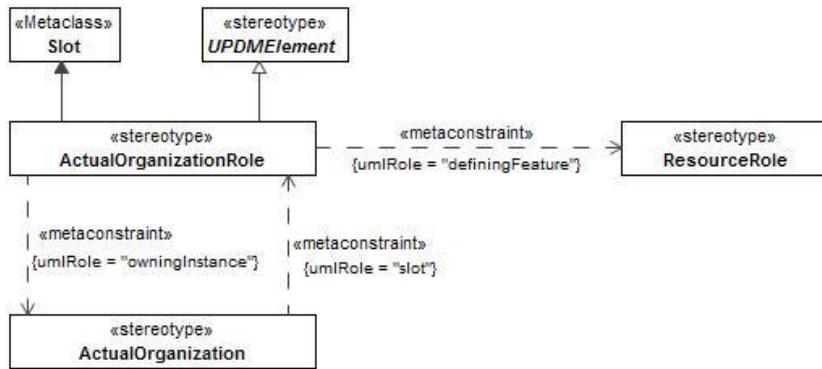 «Metaclass»
Slot
«stereotype»
UPDMElement
«stereotype»
ActualOrganizationRole
«metaconstraint»
{umlRole = "definingFeature"}
«stereotype»
ResourceRole
«metaconstraint»
{umlRole = "owningInstance"}
«metaconstraint»
{umlRole = "slot"}
«stereotype»
ActualOrganization